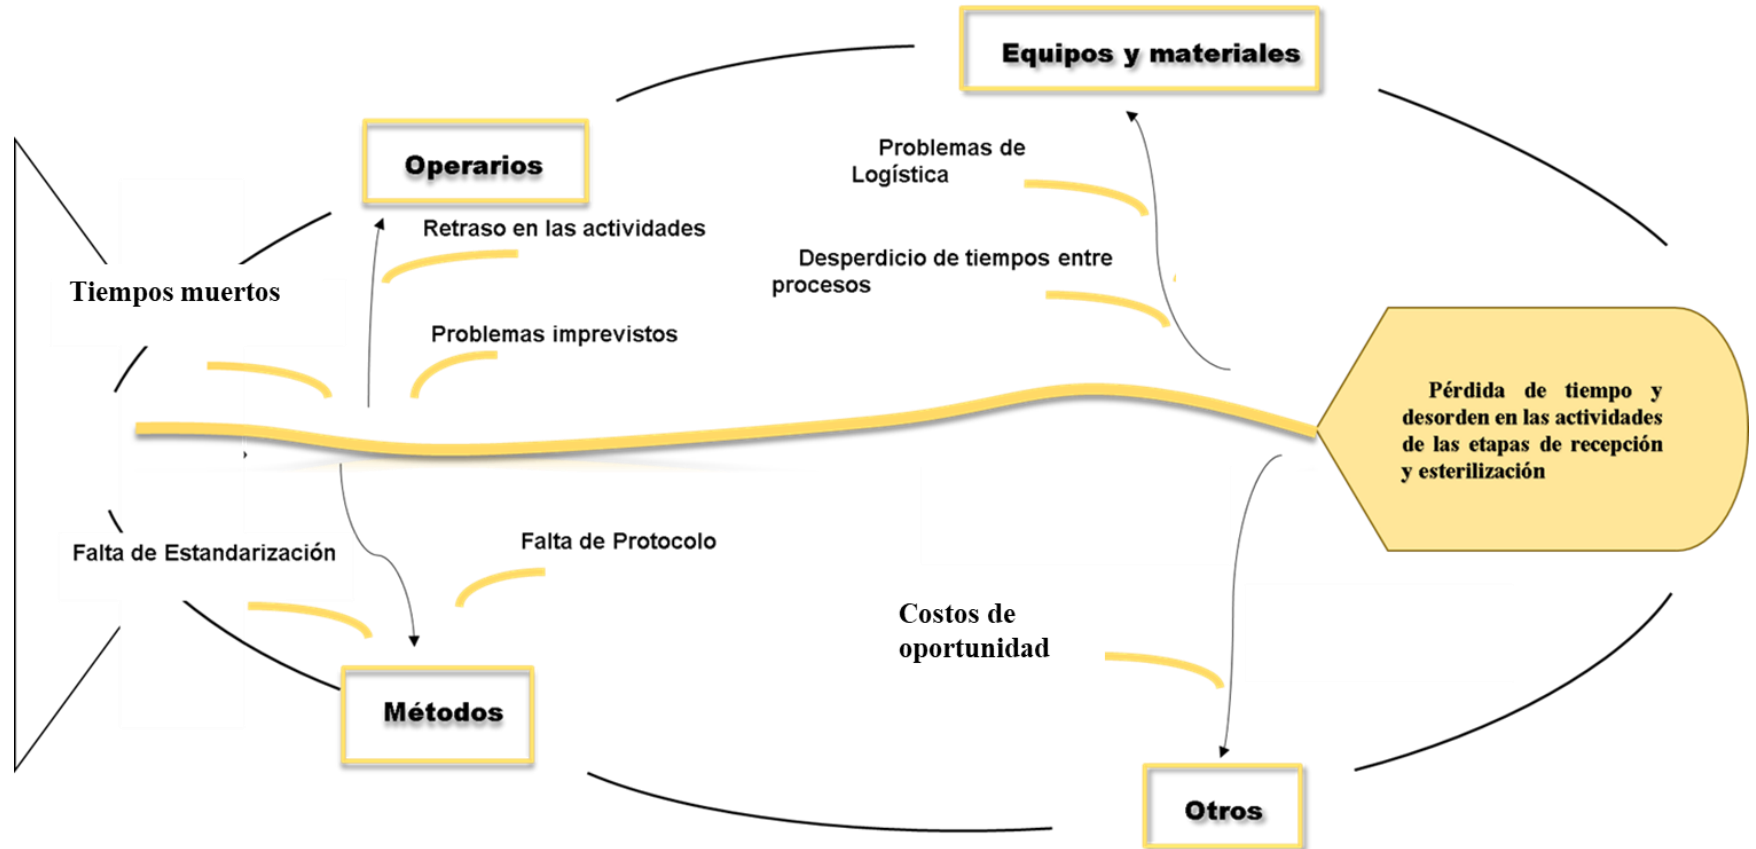 Equipos y materiales
Operarios
Problemas de
Logística
Retraso en las actividades
Desperdicio de tiempos entre
procesos
Tiempos muertos
Problemas imprevistos
Pérdida de tiempo y
desorden en las actividades
de las etapas de recepción
y esterilización
Falta de Estandarización
Falta de Protocolo
Costos de
oportunidad
Métodos
Otros